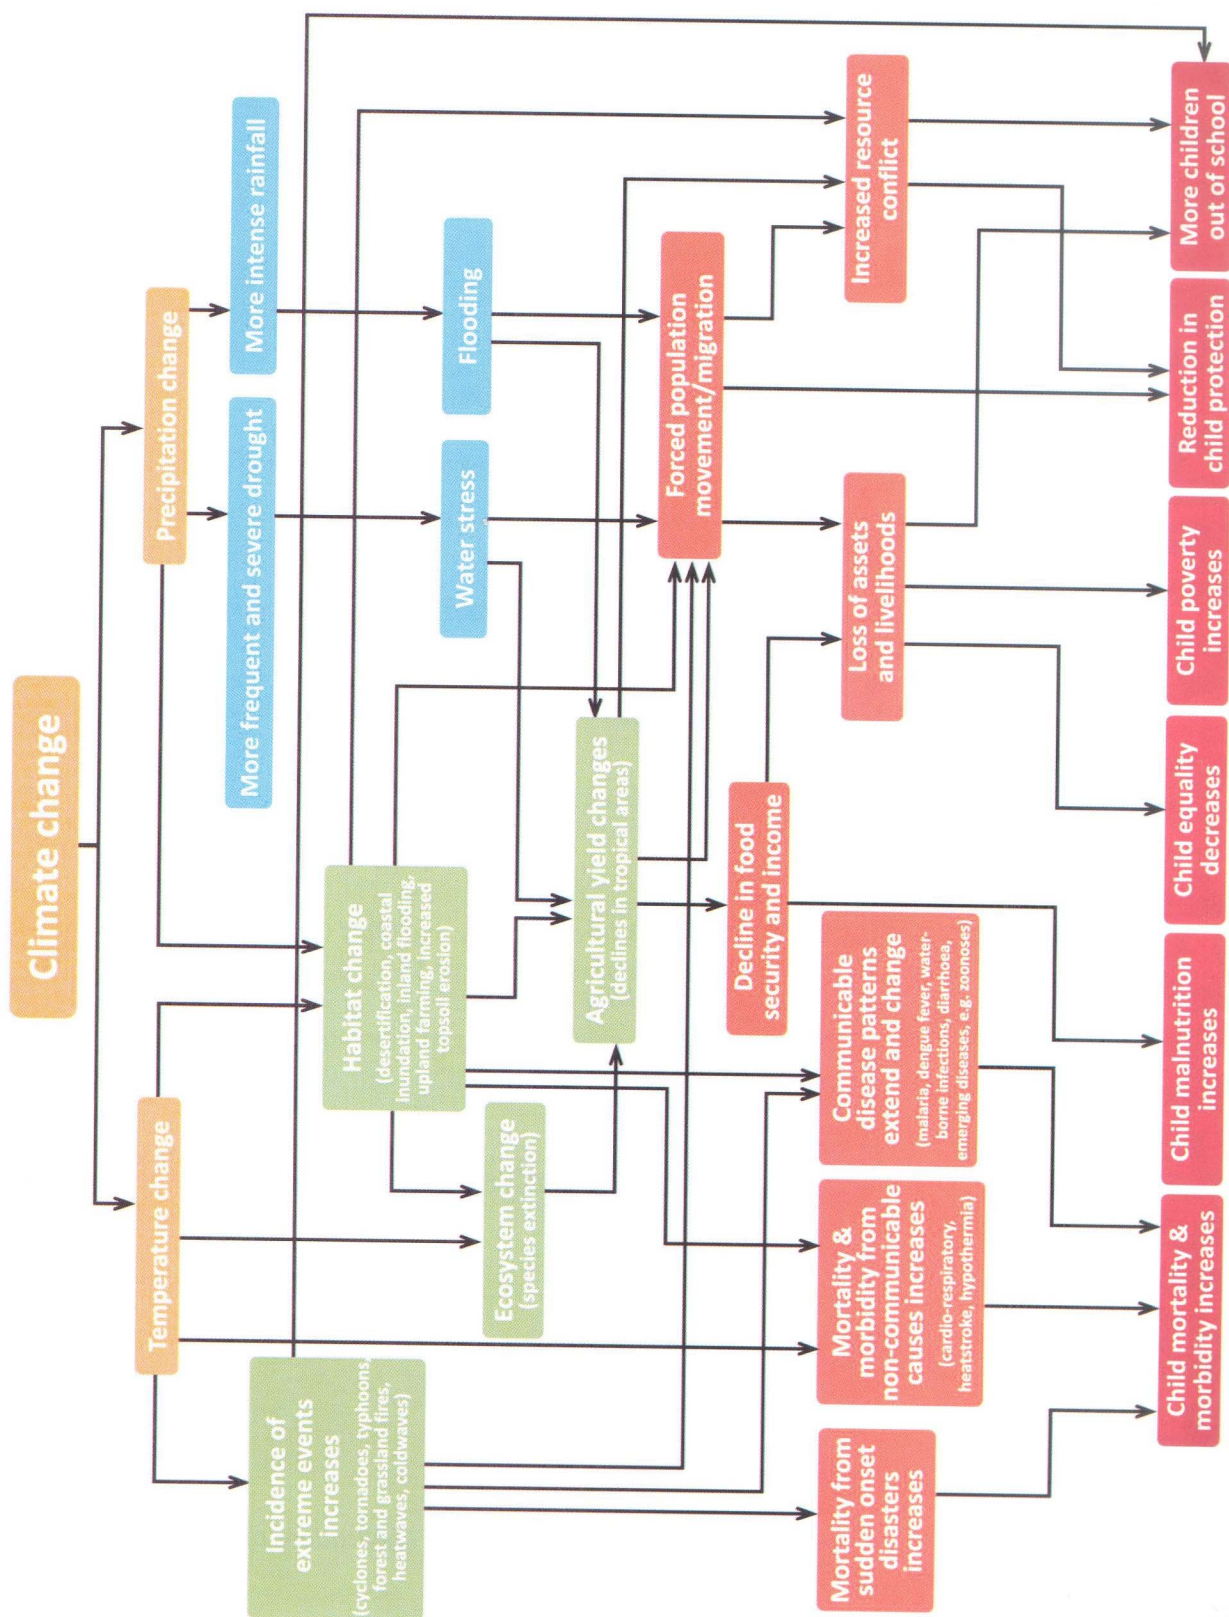 Climate change
Temperature change
Precipitation change
More frequent and severe drought
More intense rainfall
Incidence of
extreme events
increases
(cyclones, tornadoes, typhoons,
forest and grassland fires,
heatwaves, coldwaves)
Habitat change
(desertification, coastal
inundation, inland flooding,
upland farming, Increased
topsoil erosion)
Water stress
Flooding
Ecosystem change
(species extinction)
Agricultural yield changes
(declines in tropical areas)
Forced population
movement/migration
Decline in food
security and income
Mortality from
sudden onset
disasters
increases
Mortality &
morbidity from
non-communicable
causes increases
(cardio-respiratory,
heatstroke, hypothermia)
Communicable
disease patterns
extend and change
(malaria, dengue fever, water-
borne infections, diarrhoea,
emerging diseases, e.g. zoonoses)
Loss of assets
and livelihoods
Increased resource
conflict
Child mortality &
morbidity increases
Child malnutrition
increases
Child equality
decreases
Child poverty
increases
Reduction in
child protection
More children
out of school